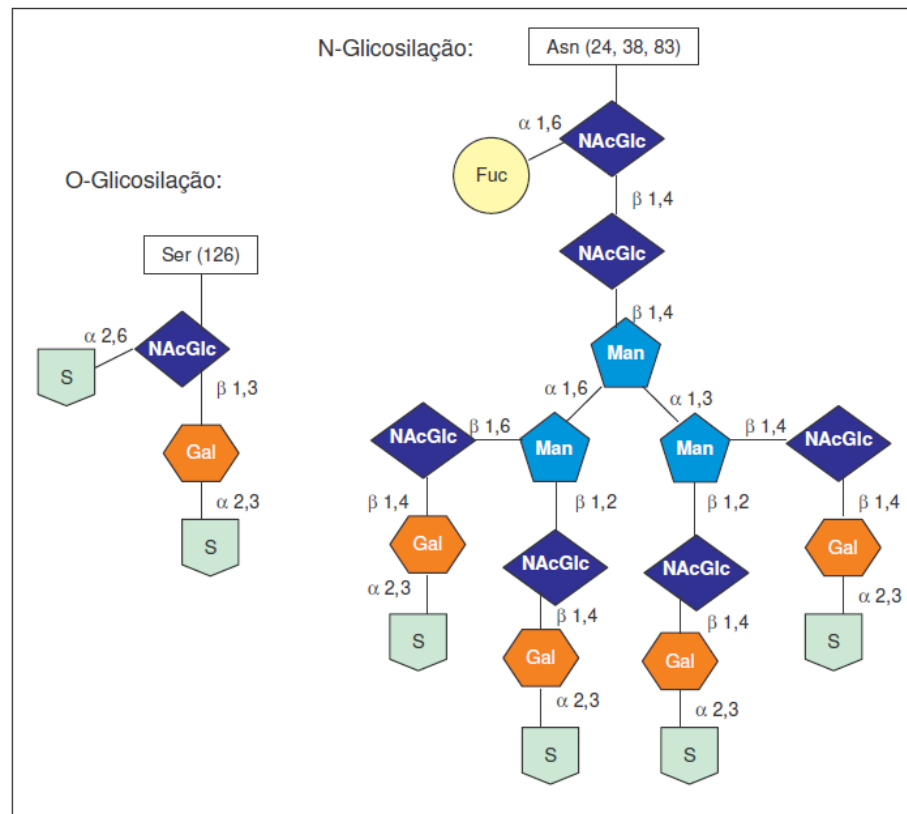 N-Glicosilação:
Asn (24, 38, 83)
α 1,6
NAcGlc
Fuc
β 1,4
NAcGlc
β 1,4
Man
α 1,6
α 1,3
NAcGlc
β 1,6
Man
Man
β 1,4
NAcGlc
β 1,4
β 1,2
β 1,2
β 1,4
Gal
NAcGlc
NAcGlc
Gal
α 2,3
β 1,4
β 1,4
α 2,3
S
Gal
Gal
S
α 2,3
α 2,3
S
S
O-Glicosilação:
Ser (126)
α 2,6
NAcGlc
S
β 1,3
Gal
α 2,3
S